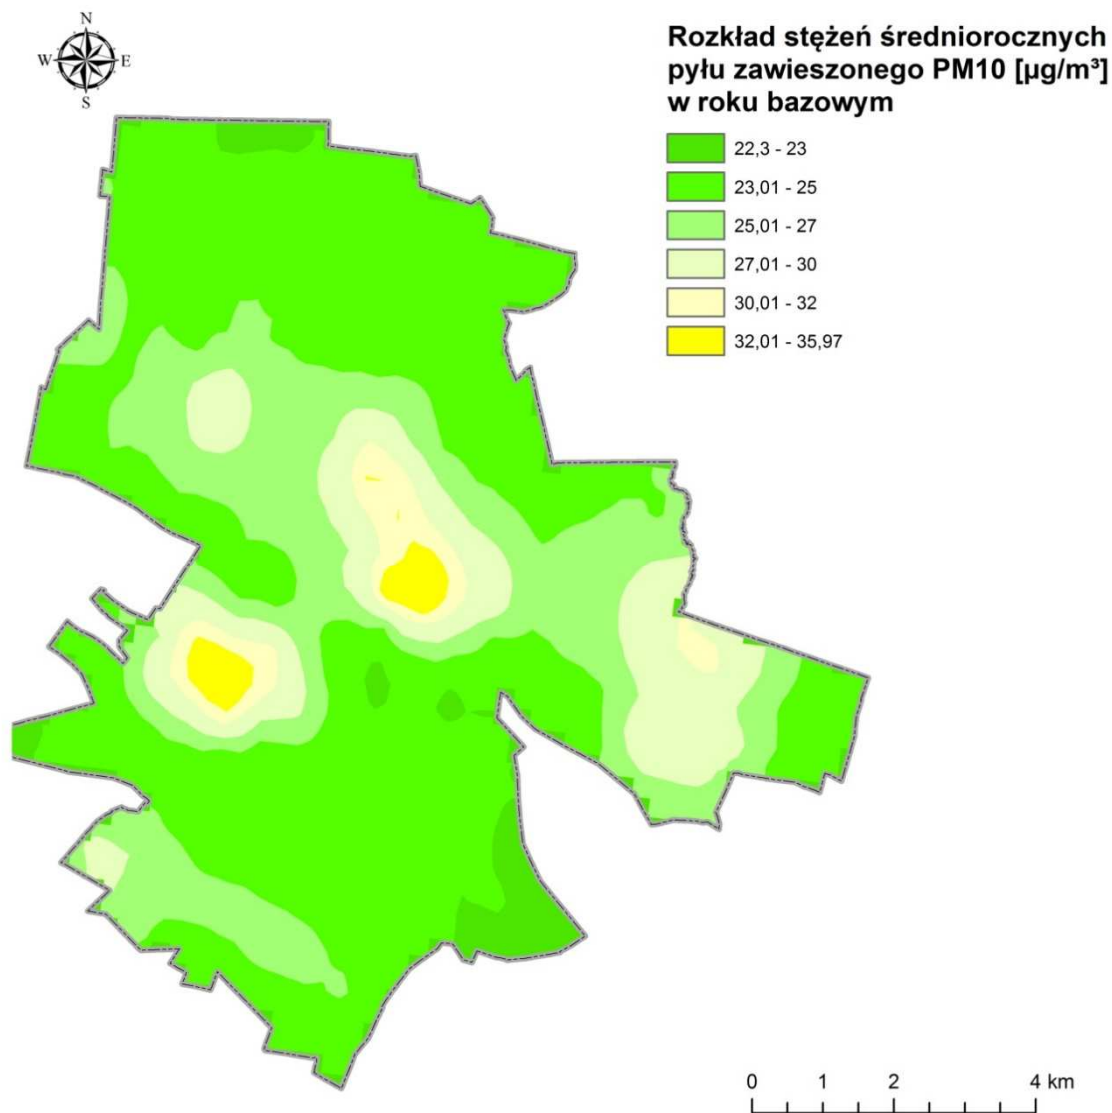 N
W E
S
Rozkład stężeń średniorocznych
pyłu zawieszonego PM10 [µg/m³]
w roku bazowym
22,3 - 23
23,01 - 25
25,01 - 27
27,01 - 30
30,01 - 32
32,01 - 35,97
0 1 2 4 km